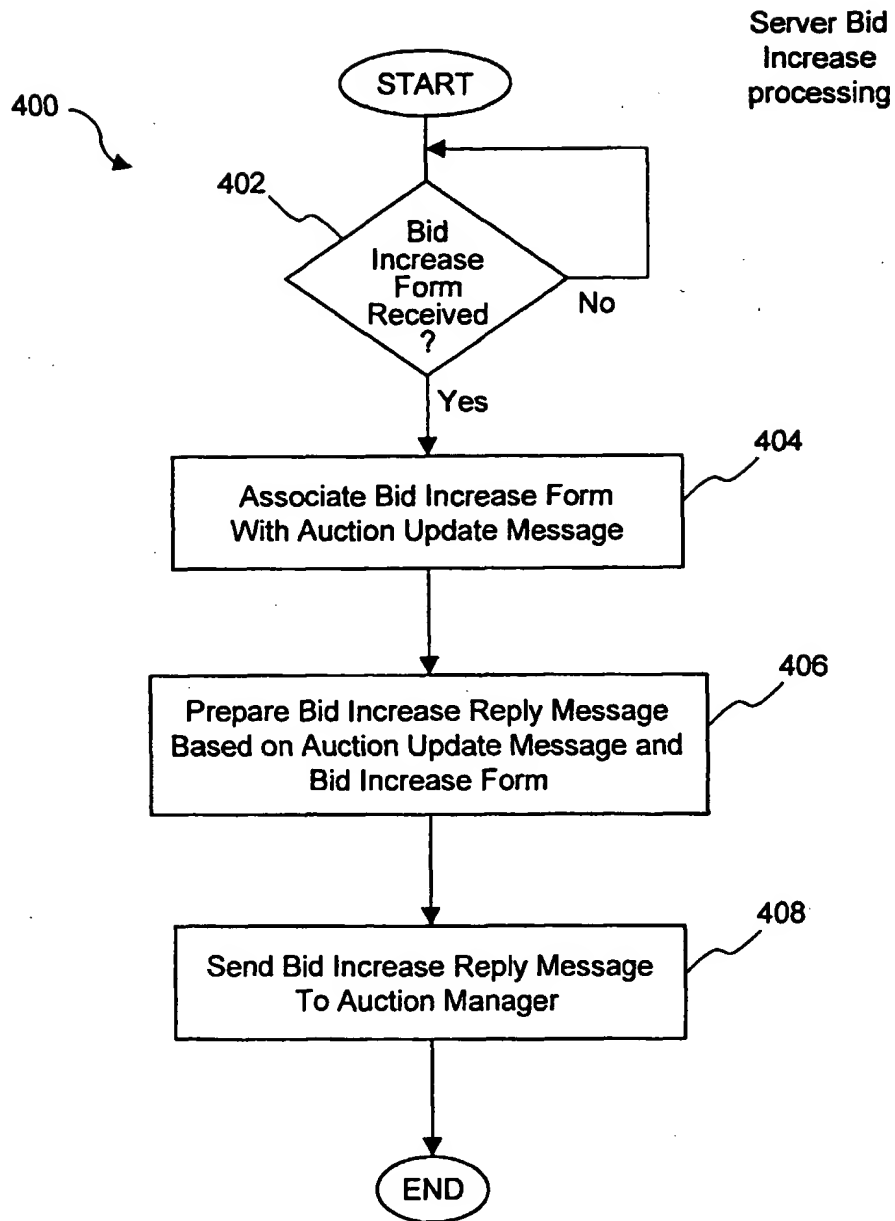 Server Bid
Increase
processing
START
400
402
Bid
Increase
Form
Received
?
No
Yes
404
Associate Bid Increase Form
With Auction Update Message
406
Prepare Bid Increase Reply Message
Based on Auction Update Message and
Bid Increase Form
408
Send Bid Increase Reply Message
To Auction Manager
END